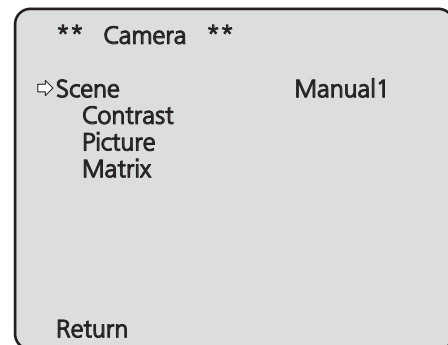 ** Camera **
⇨Scene Manual1
Contrast
Picture
Matrix
Return